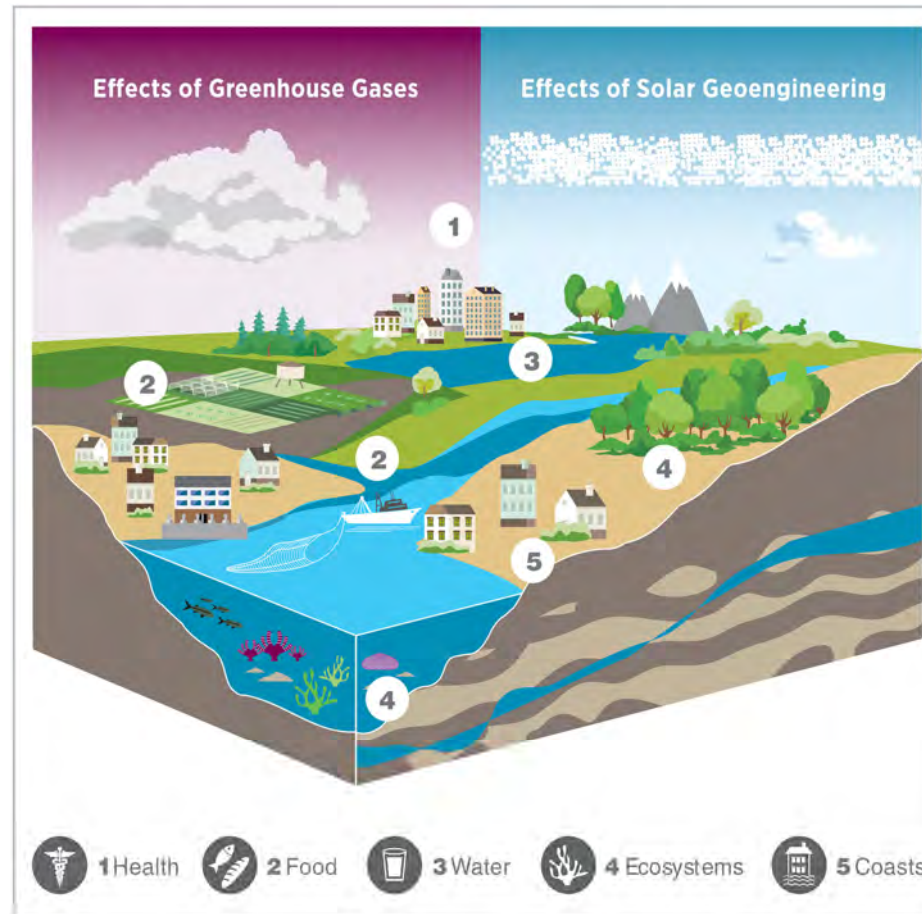 Effects of Greenhouse Gases
Effects of Solar Geoengineering
1
3
2
2
4
5
4
1 Health
2 Food
3 Water
4 Ecosystems
5 Coasts